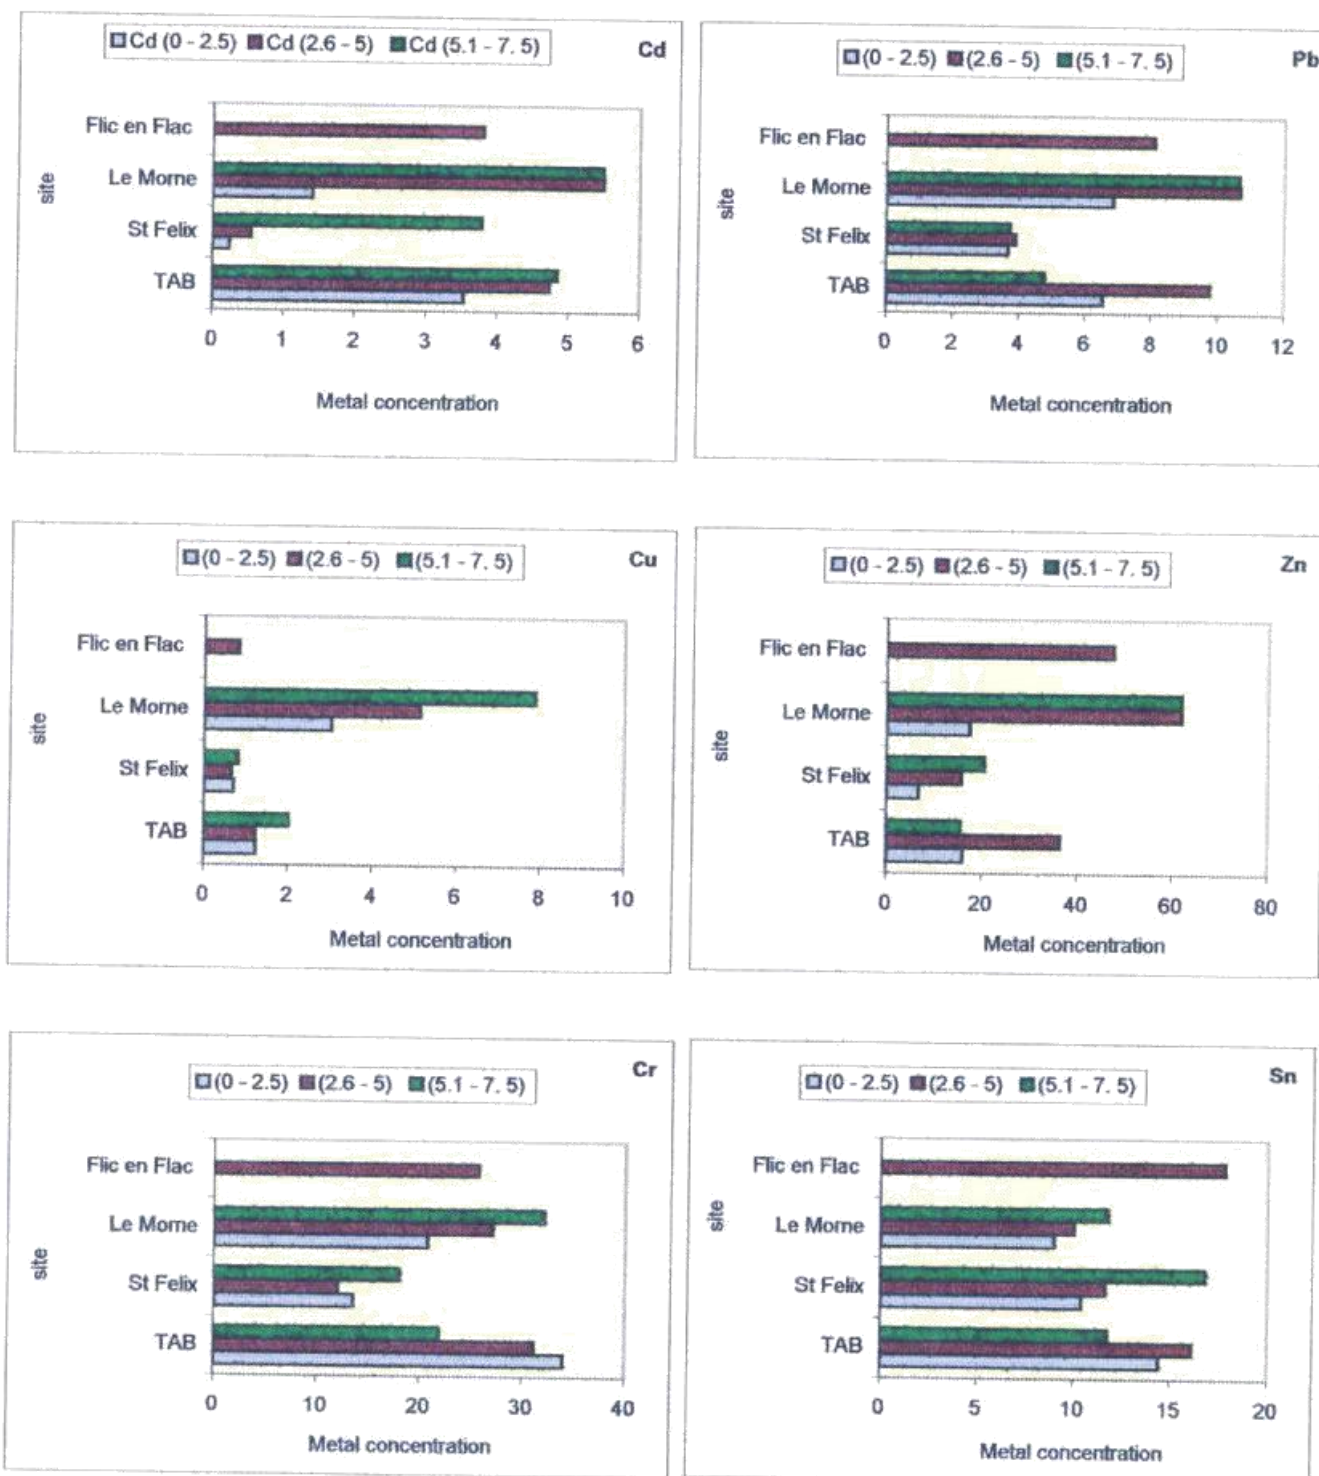 Cd (0 - 2.5) Cd (2.6 - 5) Cd (5.1 - 7. 5)
Cd
Flic en Flac
Le Morne
St Felix
TAB
site
0 1 2 3 4 5 6
Metal concentration
(0 - 2.5) (2.6 - 5) (5.1 - 7. 5)
Pb
Flic en Flac
Le Morne
St Felix
TAB
site
0 2 4 6 8 10 12
Metal concentration
(0 - 2.5) (2.6 - 5) (5.1 - 7. 5)
Cu
Flic en Flac
Le Morne
St Felix
TAB
site
0 2 4 6 8 10
Metal concentration
(0 - 2.5) (2.6 - 5) (5.1 - 7. 5)
Zn
Flic en Flac
Le Morne
St Felix
TAB
site
0 20 40 60 80
Metal concentration
(0 - 2.5) (2.6 - 5) (5.1 - 7. 5)
Cr
Flic en Flac
Le Morne
St Felix
TAB
site
0 10 20 30 40
Metal concentration
(0 - 2.5) (2.6 - 5) (5.1 - 7. 5)
Sn
Flic en Flac
Le Morne
St Felix
TAB
site
0 5 10 15 20
Metal concentration